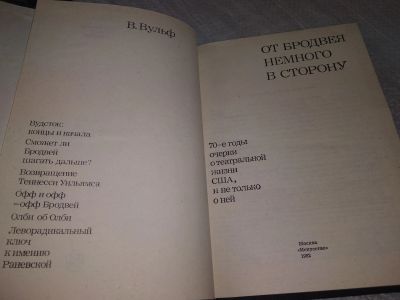 В. Вульф
Вудсток:
концы и начала
Сможет ли
Бродвей
шагать дальше?
Возвращение
Теннесси Уильямса
Офф и офф
—офф Бродвей
Олби об Олби
Леворадикальный
ключ
к имению
Раневской
ОТ БРОДВЕЯ
НЕМНОГО
В СТОРОНУ
70-е годы
очерки
о театральной
жизни
США,
и не только
о ней
Москва
«Искусство»
1982